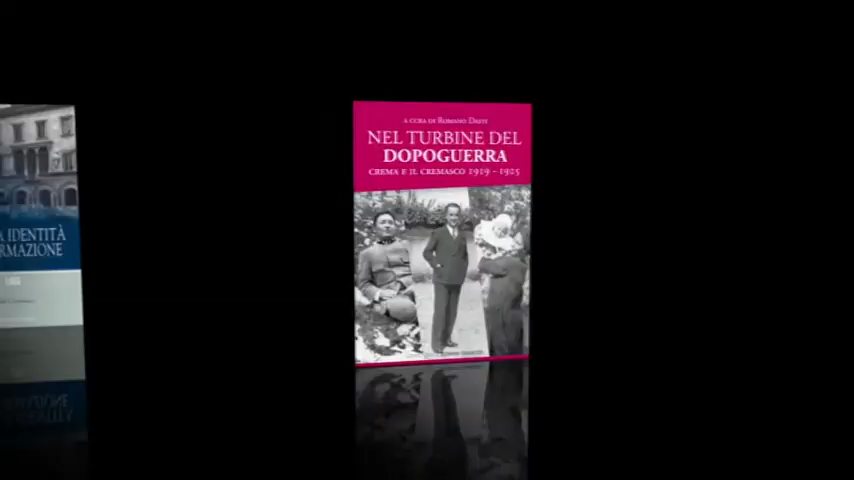 A IDENTITÀ
RMAZIONE
A CURA DI ROMANO DASTI
NEL TURBINE DEL
DOPOGUERRA
CREMA E IL CREMASCO 1919 - 1925